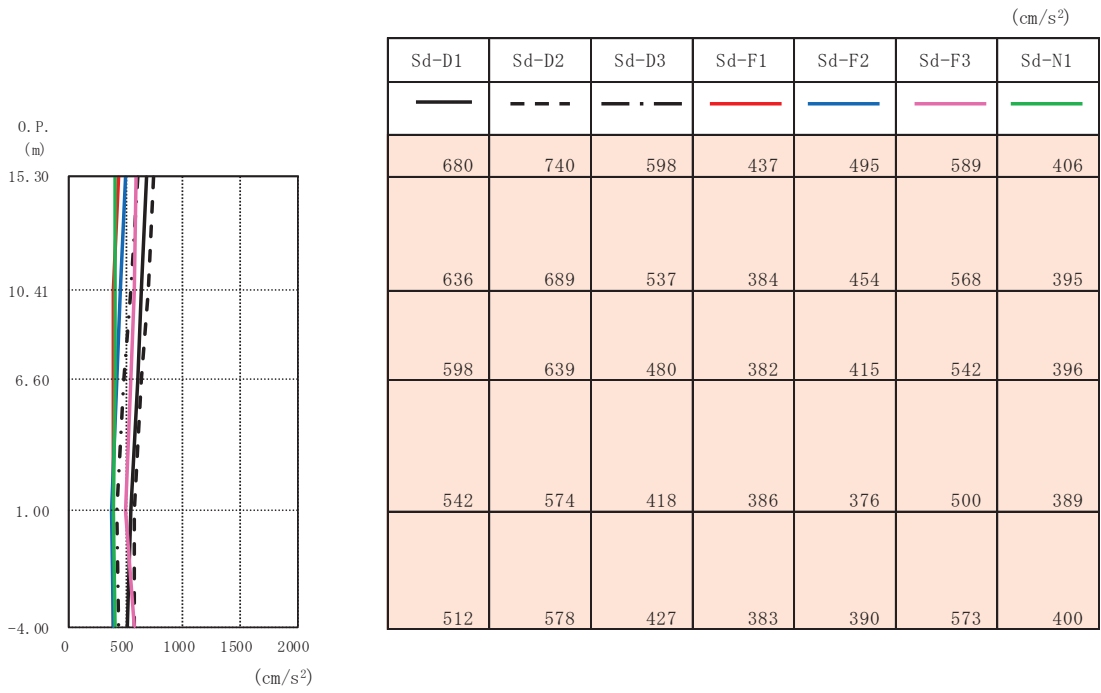 (cm/s²)
Sd-D1 Sd-D2 Sd-D3 Sd-F1 Sd-F2 Sd-F3 Sd-N1
O.P.
(m)
680 740 598 437 495 589 406
15.30
636 689 537 384 454 568 395
10.41
598 639 480 382 415 542 396
6.60
542 574 418 386 376 500 389
1.00
512 578 427 383 390 573 400
-4.00
0 500 1000 1500 2000
(cm/s²)